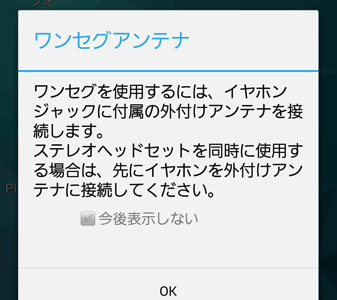 ワンセグアンテナ
ワンセグを使用するには、イヤホン
ジャックに付属の外付けアンテナを接
続します。
ステレオヘッドセットを同時に使用す
る場合は、先にイヤホンを外付けアン
テナに接続してください。
今後表示しない
OK